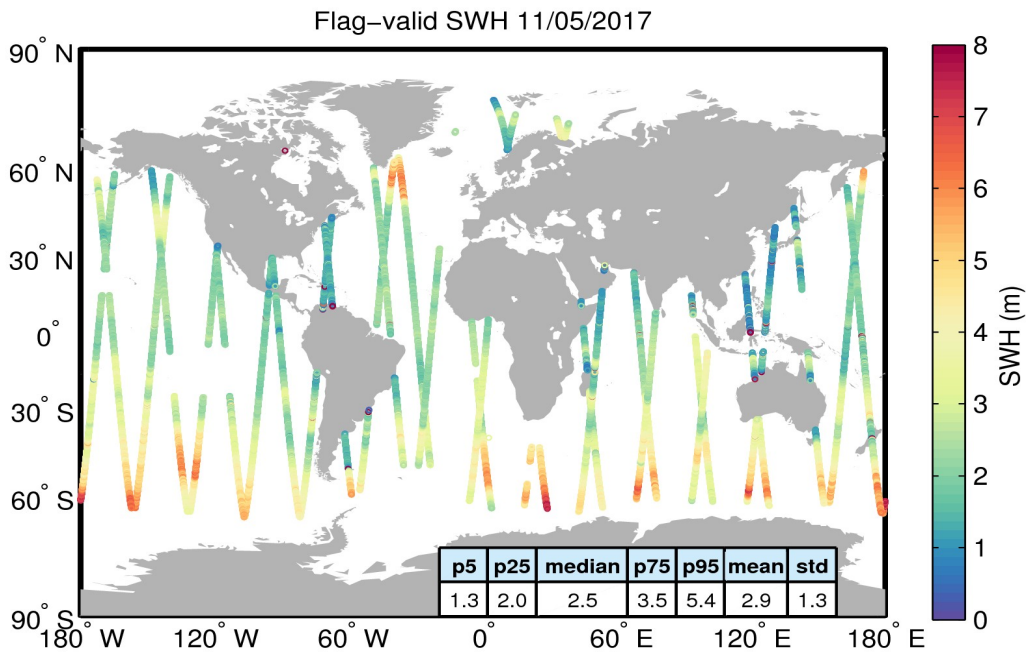 Flag−valid SWH 11/05/2017
90° N
60° N
30° N
0°
30° S
60° S
90° S
180° W
120° W
60° W
0°
60° E
120° E
180° E
p5 p25 median p75 p95 mean std
1.3 2.0 2.5 3.5 5.4 2.9 1.3
8
7
6
5
4
3
2
1
0
SWH (m)